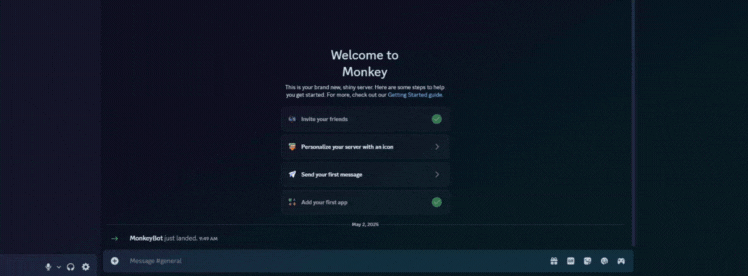 Welcome to
Monkey
This is your brand new, shiny server. Here are some steps to help
you get started. For more, check out our Getting Started guide.
Invite your friends
Personalize your server with an icon
Send your first message
Add your first app
May 2, 2025
MonkeyBot just landed. 9:49 AM
Message #general